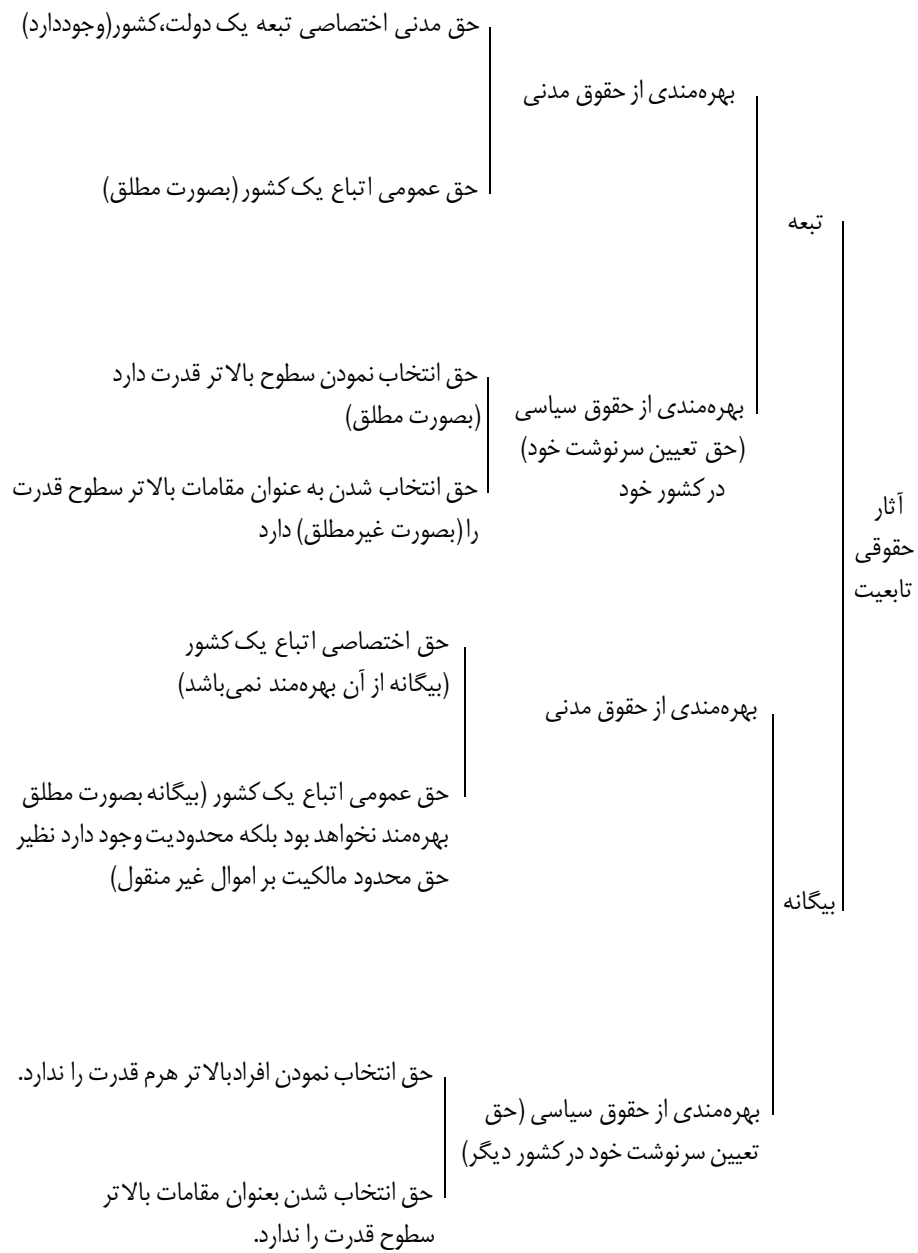 آثار
حقوقی
تابعیت
تبعه
بهره‌مندی از حقوق مدنی
حق مدنی اختصاصی تبعه یک دولت،کشور(وجوددارد)
حق عمومی اتباع یک کشور (بصورت مطلق)
بهره‌مندی از حقوق سیاسی
(حق تعیین سرنوشت خود)
در کشور خود
حق انتخاب نمودن سطوح بالاتر قدرت دارد
(بصورت مطلق)
حق انتخاب شدن به عنوان مقامات بالاتر سطوح قدرت
را (بصورت غیرمطلق) دارد
بیگانه
بهره‌مندی از حقوق مدنی
حق اختصاصی اتباع یک کشور
(بیگانه از آن بهره‌مند نمی‌باشد)
حق عمومی اتباع یک کشور (بیگانه بصورت مطلق
بهره‌مند نخواهد بود بلکه محدودیت وجود دارد نظیر
حق محدود مالکیت بر اموال غیر منقول)
بهره‌مندی از حقوق سیاسی (حق
تعیین سرنوشت خود در کشور دیگر)
حق انتخاب نمودن افرادبالاتر هرم قدرت را ندارد.
حق انتخاب شدن بعنوان مقامات بالاتر
سطوح قدرت را ندارد.